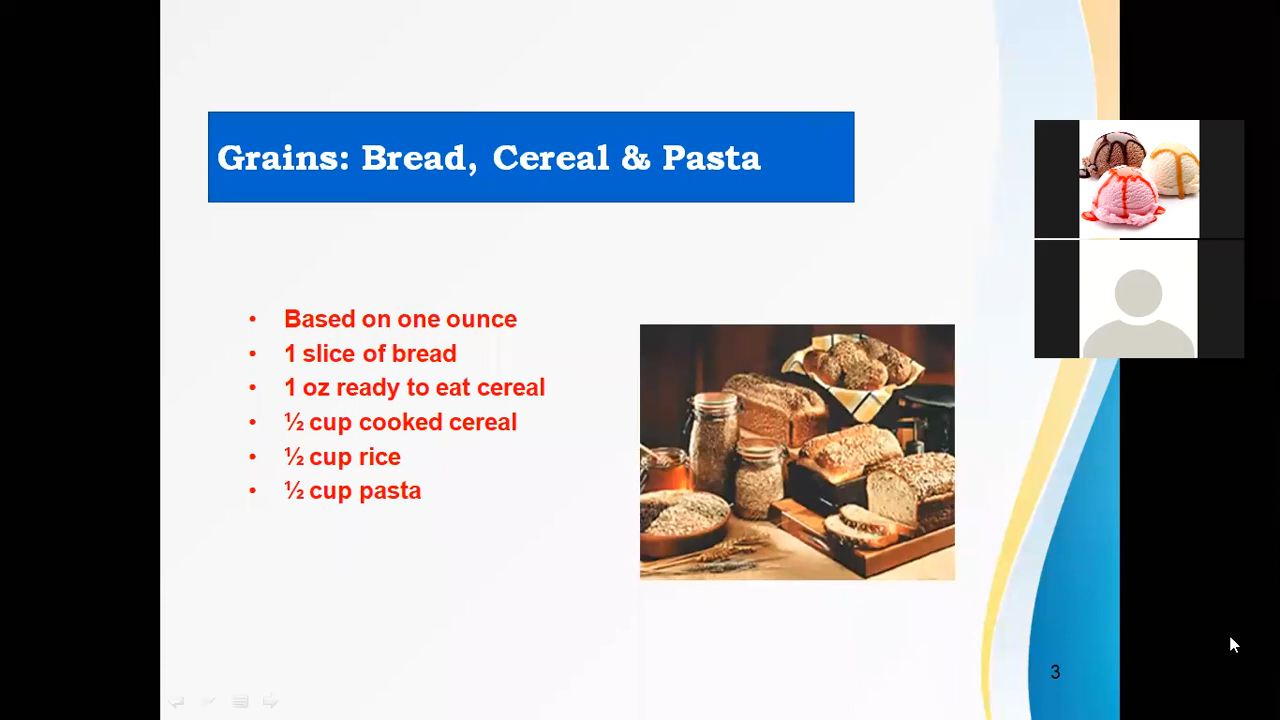 Grains: Bread, Cereal & Pasta
• Based on one ounce
• 1 slice of bread
• 1 oz ready to eat cereal
• ½ cup cooked cereal
• ½ cup rice
• ½ cup pasta
3